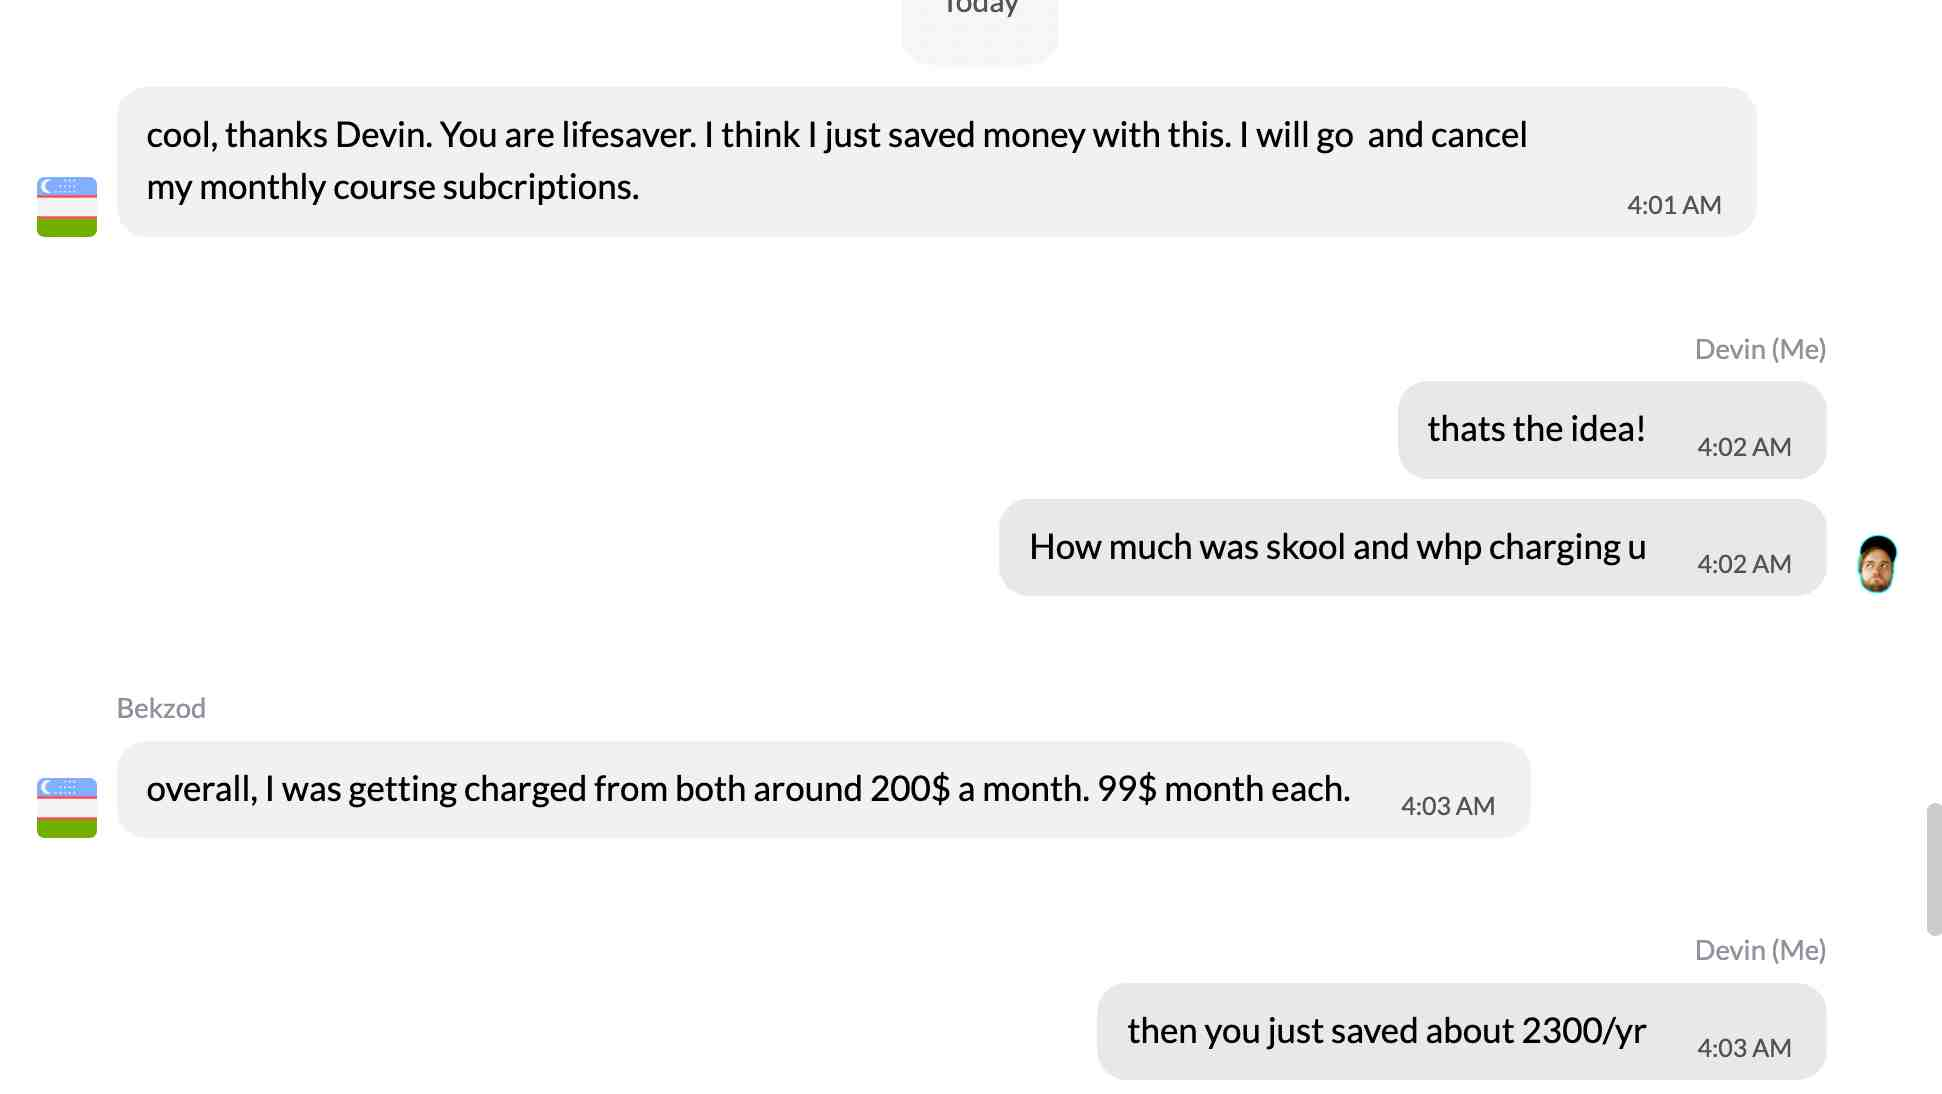 Today
cool, thanks Devin. You are lifesaver. I think I just saved money with this. I will go  and cancel
my monthly course subcriptions.
4:01 AM
Devin (Me)
thats the idea!
4:02 AM
How much was skool and whp charging u
4:02 AM
Bekzod
overall, I was getting charged from both around 200$ a month. 99$ month each.
4:03 AM
Devin (Me)
then you just saved about 2300/yr
4:03 AM